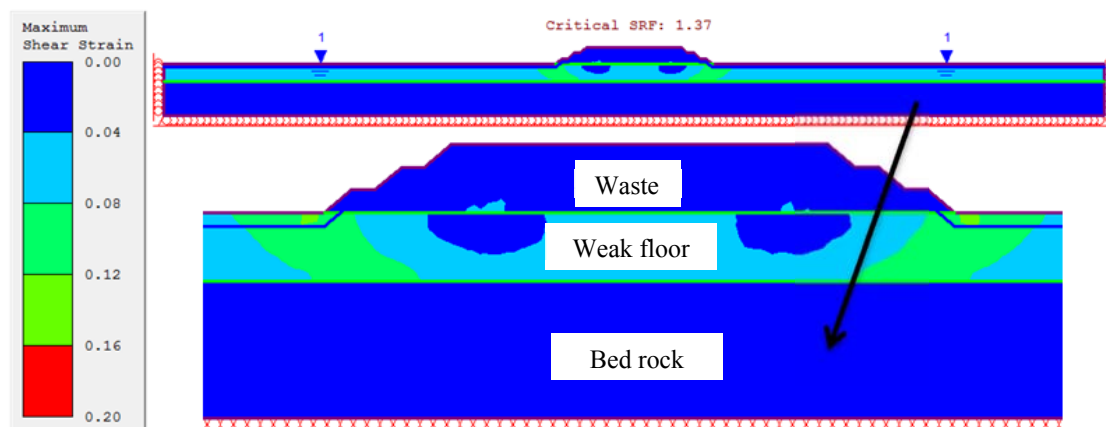 Maximum
Shear Strain
0.00
0.04
0.08
0.12
0.16
0.20
Critical SRF: 1.37
1
1
Waste
Weak floor
Bed rock